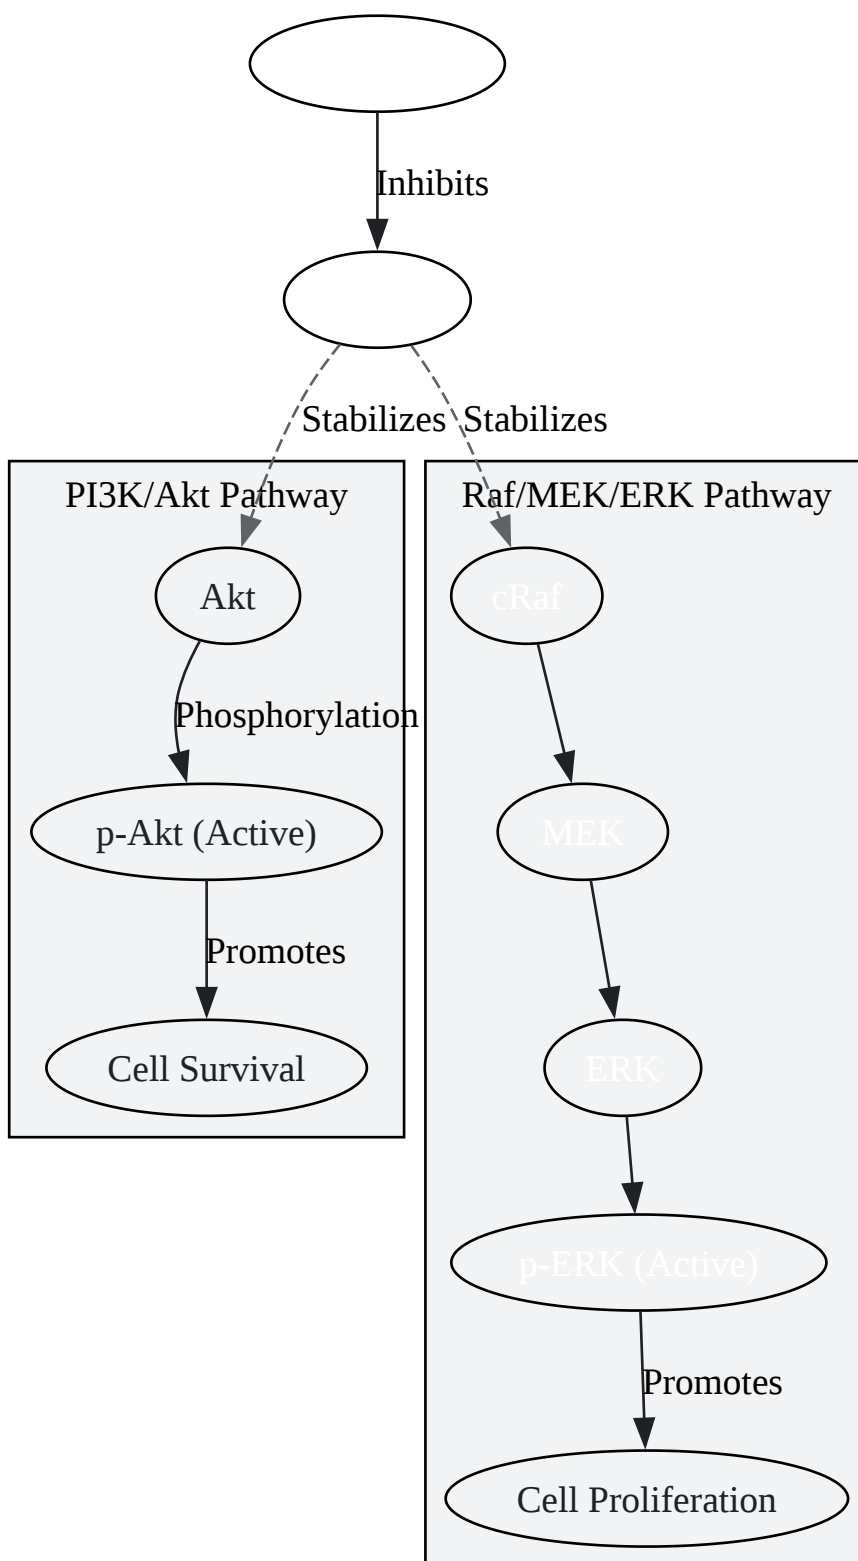 Inhibits
Stabilizes
Stabilizes
PI3K/Akt Pathway
Raf/MEK/ERK Pathway
Akt
cRaf
Phosphorylation
p-Akt (Active)
MEK
Promotes
Cell Survival
ERK
p-ERK (Active)
Promotes
Cell Proliferation